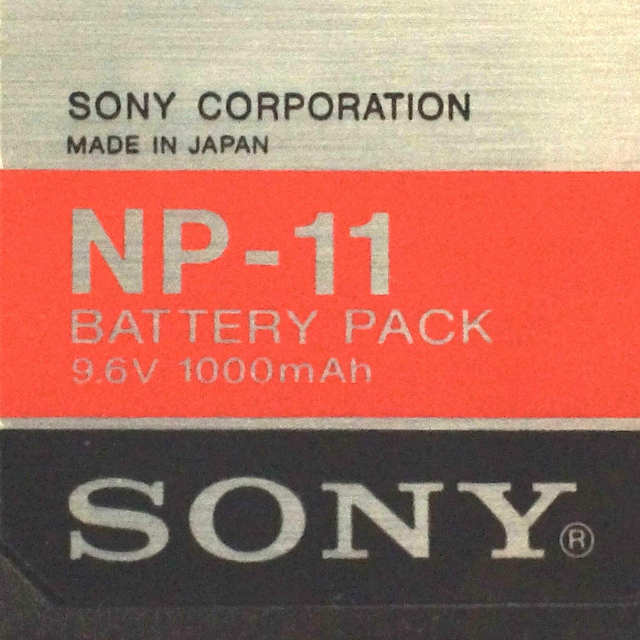 SONY CORPORATION
MADE IN JAPAN
NP-11
BATTERY PACK
9.6V 1000mAh
SONY®